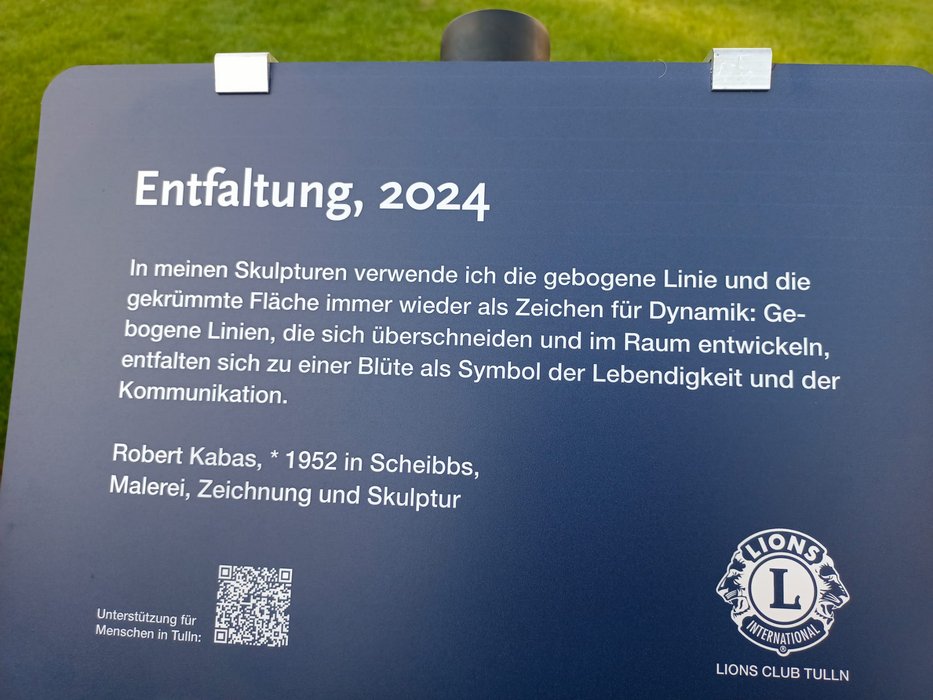 Entfaltung, 2024
In meinen Skulpturen verwende ich die gebogene Linie und die
gekrümmte Fläche immer wieder als Zeichen für Dynamik: Ge-
bogene Linien, die sich überschneiden und im Raum entwickeln,
entfalten sich zu einer Blüte als Symbol der Lebendigkeit und der
Kommunikation.
Robert Kabas, * 1952 in Scheibbs,
Malerei, Zeichnung und Skulptur
Unterstützung für
Menschen in Tulln:
LIONS
L
INTERNATIONAL
®
LIONS CLUB TULLN